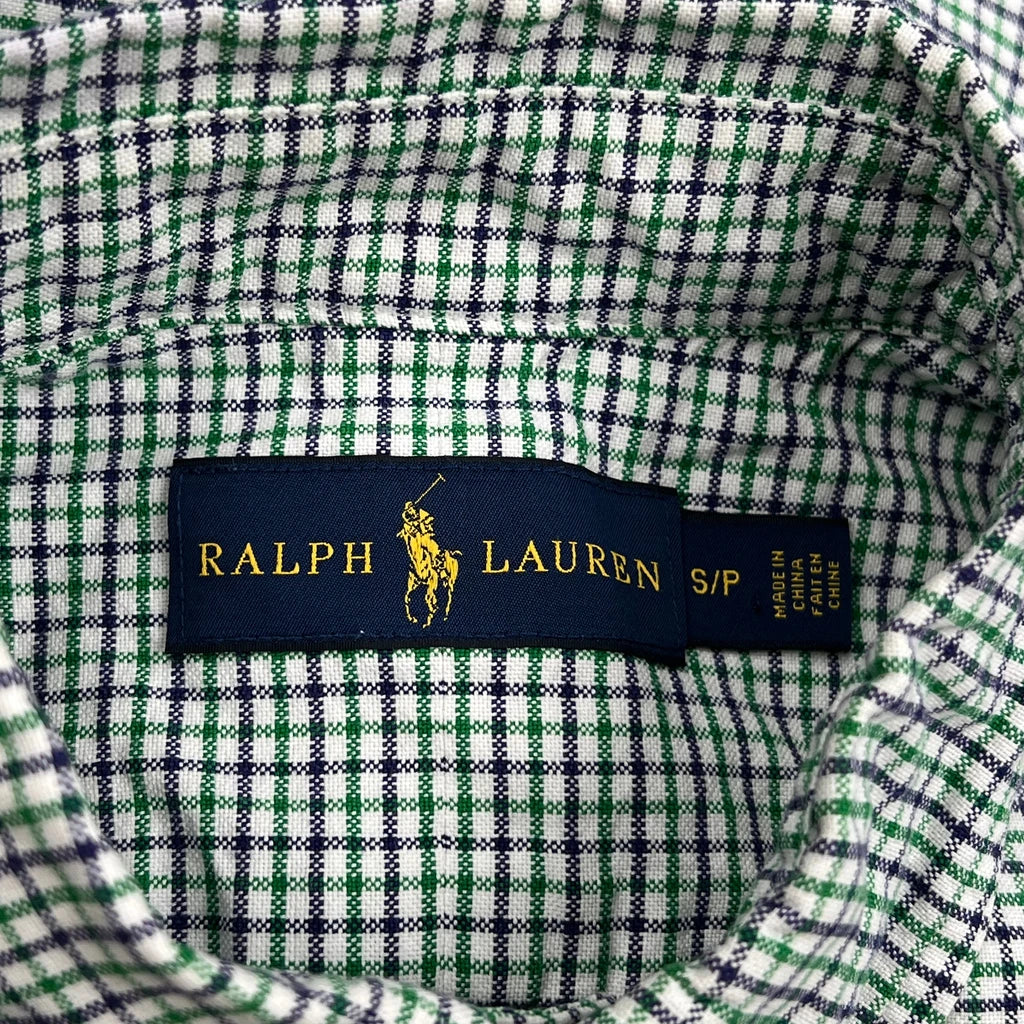 RALPH LAUREN
S/P
MADE IN
CHINA
FAIT EN
CHINE